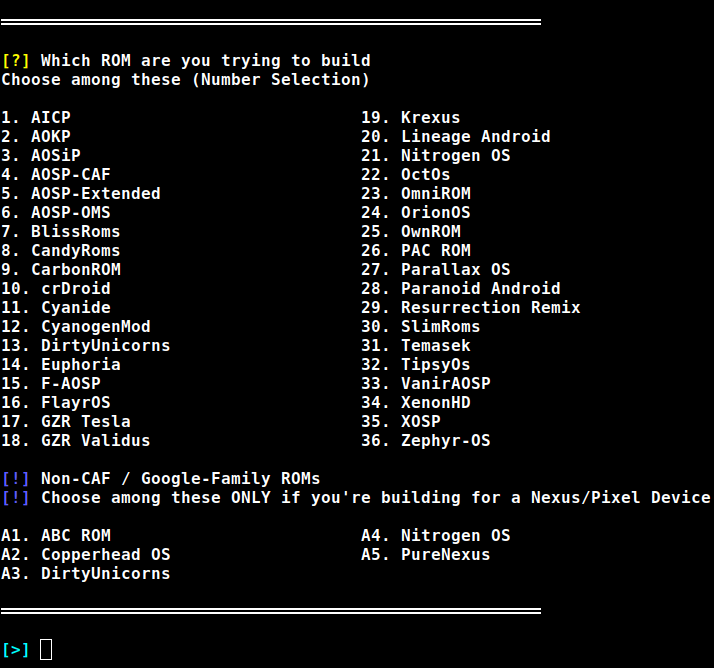 [?] Which ROM are you trying to build
Choose among these (Number Selection)
1. AICP 19. Krexus
2. AOKP 20. Lineage Android
3. AOSiP 21. Nitrogen OS
4. AOSP-CAF 22. OctOs
5. AOSP-Extended 23. OmniROM
6. AOSP-OMS 24. OrionOS
7. BlissRoms 25. OwnROM
8. CandyRoms 26. PAC ROM
9. CarbonROM 27. Parallax OS
10. crDroid 28. Paranoid Android
11. Cyanide 29. Resurrection Remix
12. CyanogenMod 30. SlimRoms
13. DirtyUnicorns 31. Temasek
14. Euphoria 32. TipsyOs
15. F-AOSP 33. VanirAOSP
16. FlayrOS 34. XenonHD
17. GZR Tesla 35. XOSP
18. GZR Validus 36. Zephyr-OS
[!] Non-CAF / Google-Family ROMs
[!] Choose among these ONLY if you're building for a Nexus/Pixel Device
A1. ABC ROM A4. Nitrogen OS
A2. Copperhead OS A5. PureNexus
A3. DirtyUnicorns
[>]